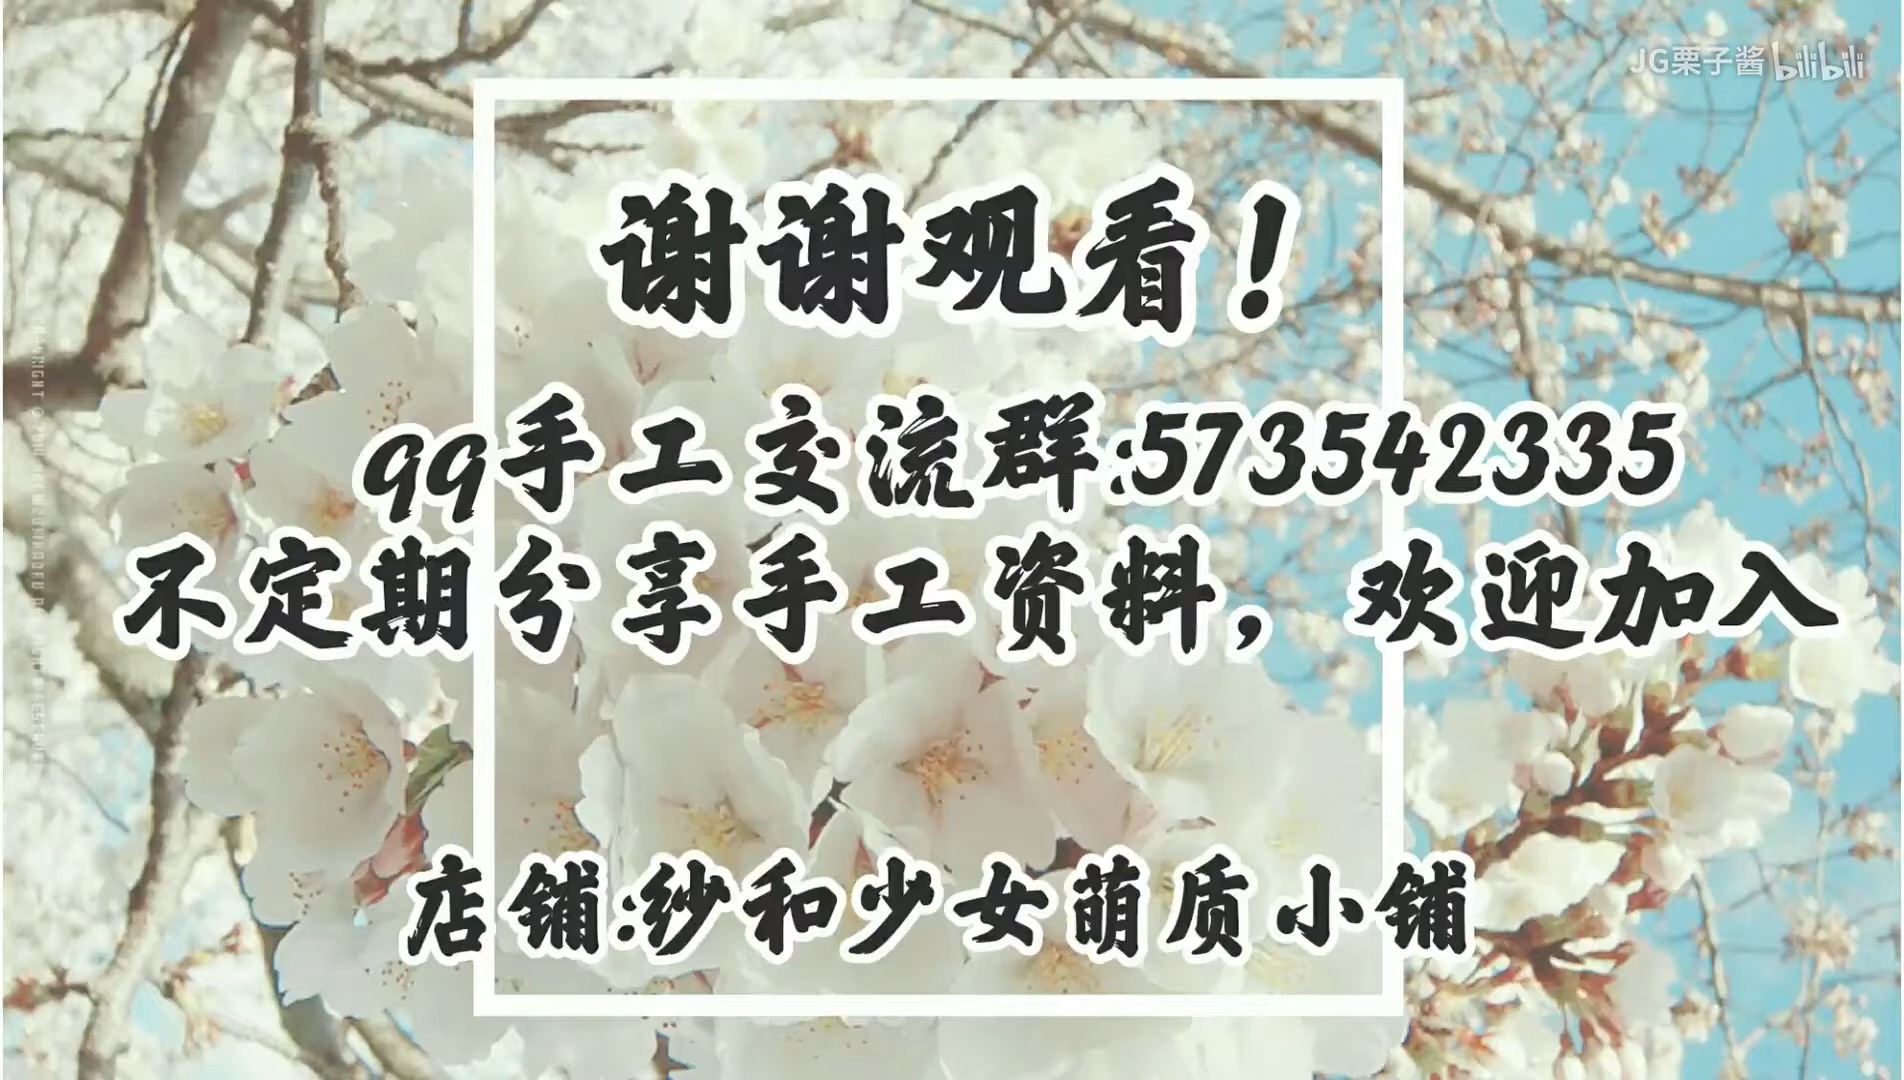 JG栗子酱 bilibili
谢谢观看！
qq手工交流群:573542335
不定期分享手工资料，欢迎加入
店铺:纱和少女萌质小铺